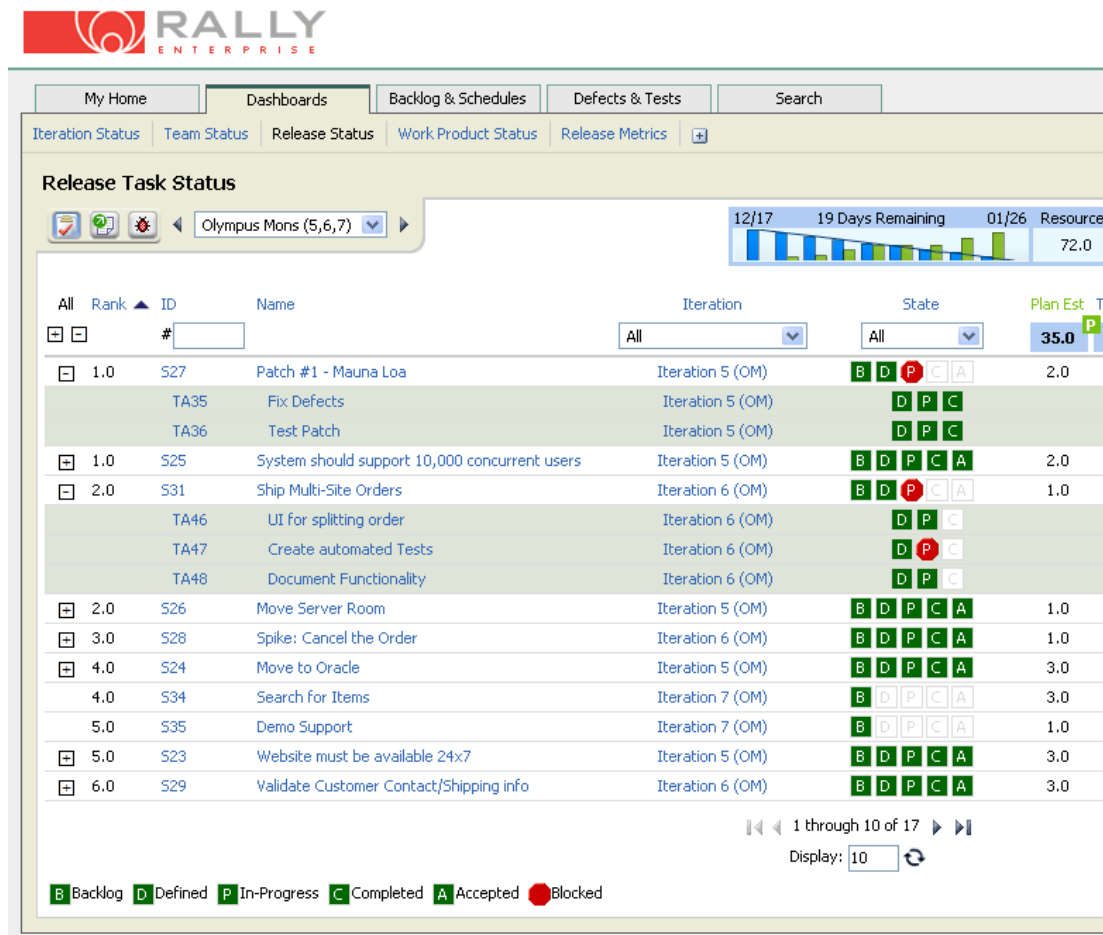 RALLY
ENTERPRISE
My Home Dashboards Backlog & Schedules Defects & Tests Search
Iteration Status Team Status Release Status Work Product Status Release Metrics
Release Task Status
Olympus Mons (5,6,7)
12/17 19 Days Remaining 01/26 Resource
72.0
All Rank ID Name Iteration State Plan Est T
# All All 35.0 P
1.0 S27 Patch #1 - Mauna Loa Iteration 5 (OM) B D P C A 2.0
TA35 Fix Defects Iteration 5 (OM) D P C
TA36 Test Patch Iteration 5 (OM) D P C
1.0 S25 System should support 10,000 concurrent users Iteration 5 (OM) B D P C A 2.0
2.0 S31 Ship Multi-Site Orders Iteration 6 (OM) B D P C A 1.0
TA46 UI for splitting order Iteration 6 (OM) D P C
TA47 Create automated Tests Iteration 6 (OM) D P C
TA48 Document Functionality Iteration 6 (OM) D P C
2.0 S26 Move Server Room Iteration 5 (OM) B D P C A 1.0
3.0 S28 Spike: Cancel the Order Iteration 6 (OM) B D P C A 1.0
4.0 S24 Move to Oracle Iteration 5 (OM) B D P C A 3.0
4.0 S34 Search for Items Iteration 7 (OM) B D P C A 3.0
5.0 S35 Demo Support Iteration 7 (OM) B D P C A 1.0
5.0 S23 Website must be available 24x7 Iteration 5 (OM) B D P C A 3.0
6.0 S29 Validate Customer Contact/Shipping info Iteration 6 (OM) B D P C A 3.0
1 through 10 of 17
Display: 10
B Backlog D Defined P In-Progress C Completed A Accepted Blocked